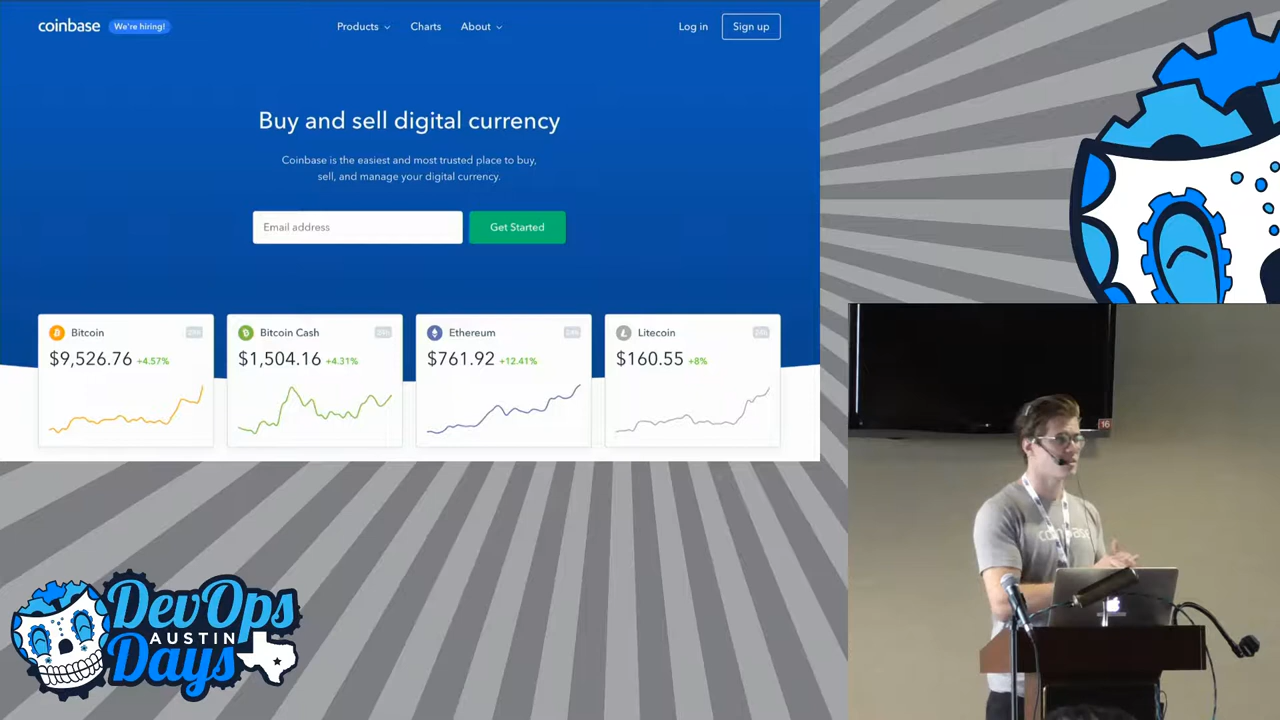 coinbase
We're hiring!
Products
Charts
About
Log in
Sign up
Buy and sell digital currency
Coinbase is the easiest and most trusted place to buy,
sell, and manage your digital currency.
Email address
Get Started
Bitcoin
$9,526.76 +4.57%
Bitcoin Cash
$1,504.16 +4.31%
Ethereum
$761.92 +12.41%
Litecoin
$160.55 +8%
16
coinbase
DevOps
AUSTIN
Days